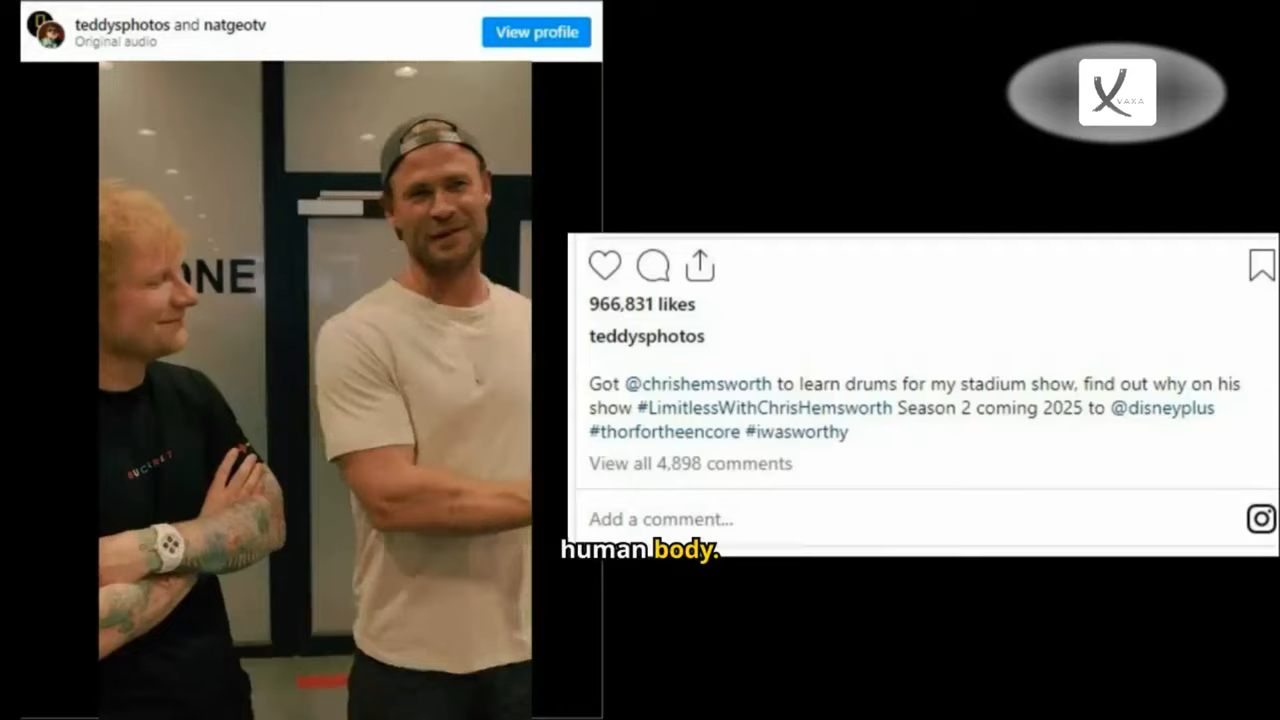 teddysphotos and natgeotv
Original audio
View profile
VAXA
ONE
966,831 likes
teddysphotos
Got @chrishemsworth to learn drums for my stadium show, find out why on his
show #LimitlessWithChrisHemsworth Season 2 coming 2025 to @disneyplus
#thorfortheencore #iwasworthy
View all 4,898 comments
Add a comment...
human body.